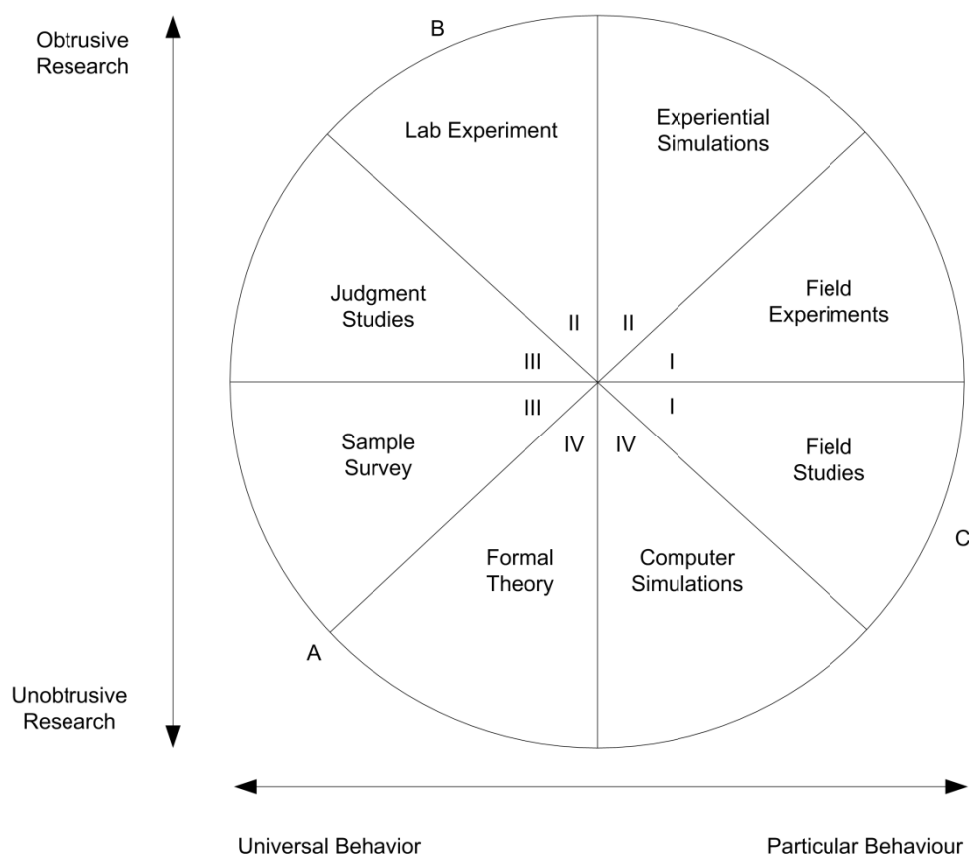 B
Obtrusive
Research
Lab Experiment
Experiential
Simulations
Judgment
Studies
Field
Experiments
II
II
III
I
III
I
IV
IV
Sample
Survey
Field
Studies
C
Formal
Theory
Computer
Simulations
A
Unobtrusive
Research
Universal Behavior
Particular Behaviour